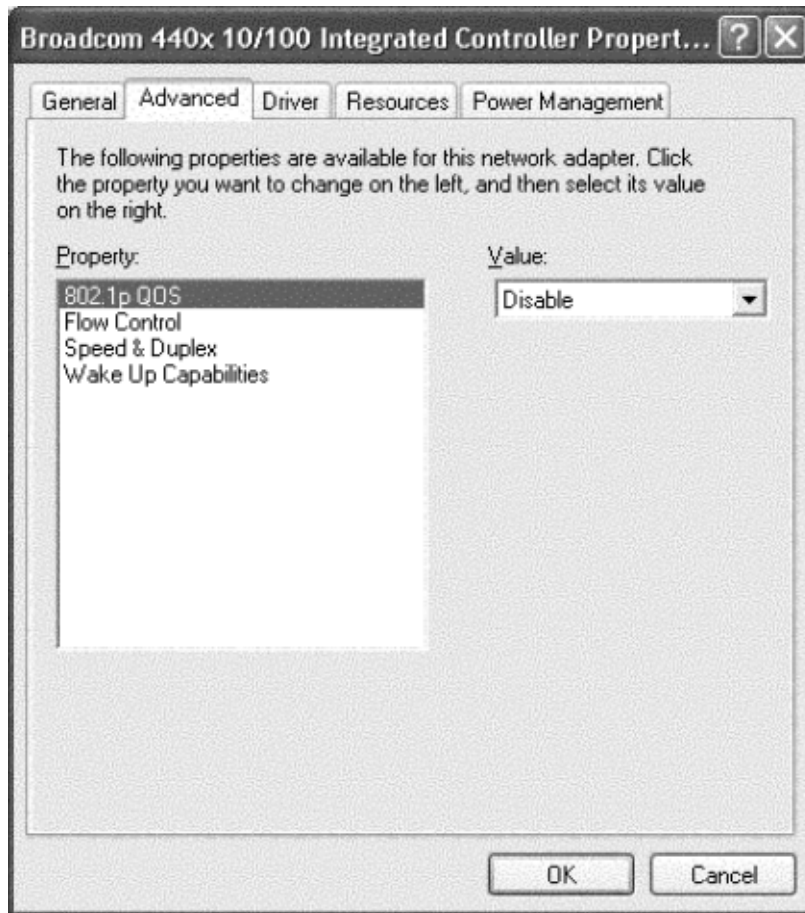 Broadcom 440x 10/100 Integrated Controller Propert...
General Advanced Driver Resources Power Management
The following properties are available for this network adapter. Click
the property you want to change on the left, and then select its value
on the right.
Property: Value:
802.1p QOS Disable
Flow Control
Speed & Duplex
Wake Up Capabilities
OK Cancel